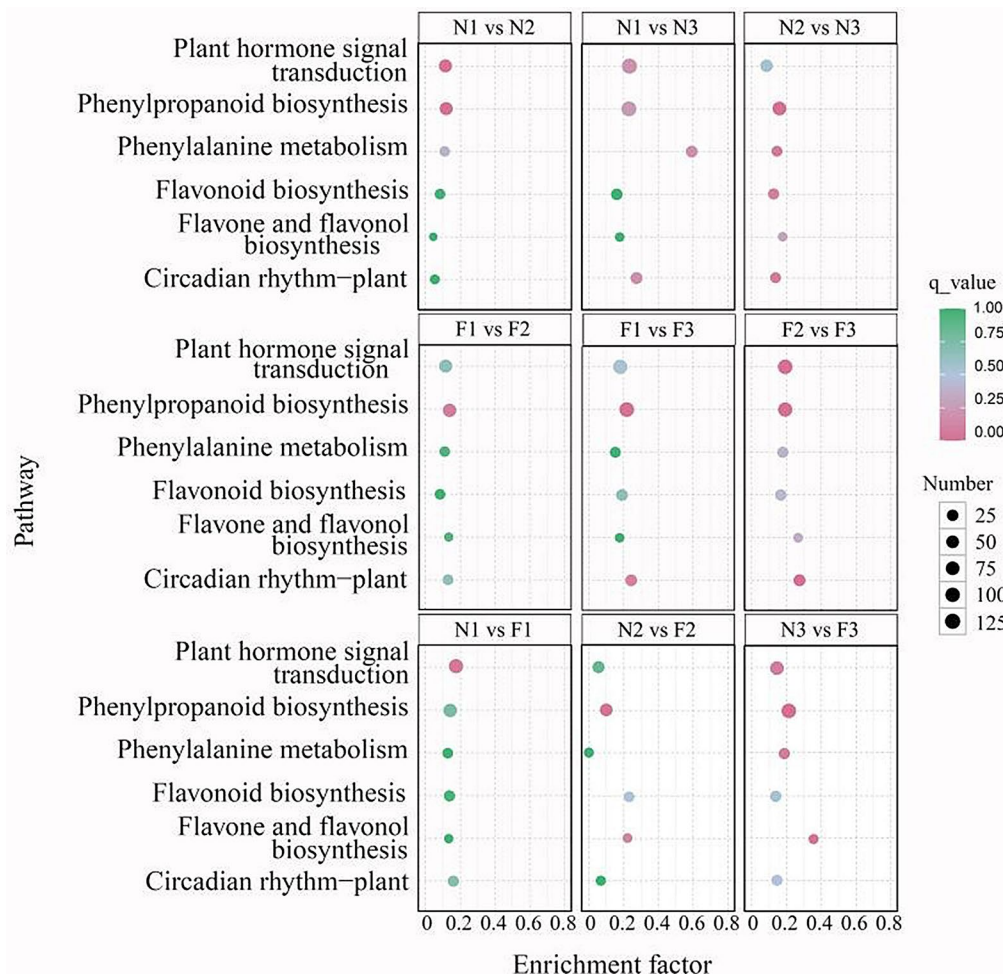 N1 vs N2
N1 vs N3
N2 vs N3
Plant hormone signal
transduction
Phenylpropanoid biosynthesis
Phenylalanine metabolism
Flavonoid biosynthesis
Flavone and flavonol
biosynthesis
Circadian rhythm−plant
F1 vs F2
F1 vs F3
F2 vs F3
Plant hormone signal
transduction
Phenylpropanoid biosynthesis
Phenylalanine metabolism
Flavonoid biosynthesis
Flavone and flavonol
biosynthesis
Circadian rhythm−plant
N1 vs F1
N2 vs F2
N3 vs F3
Plant hormone signal
transduction
Phenylpropanoid biosynthesis
Phenylalanine metabolism
Flavonoid biosynthesis
Flavone and flavonol
biosynthesis
Circadian rhythm−plant
0 0.2 0.4 0.6 0.8
0 0.2 0.4 0.6 0.8
0 0.2 0.4 0.6 0.8
Enrichment factor
Pathway
q_value
1.00
0.75
0.50
0.25
0.00
Number
25
50
75
100
125